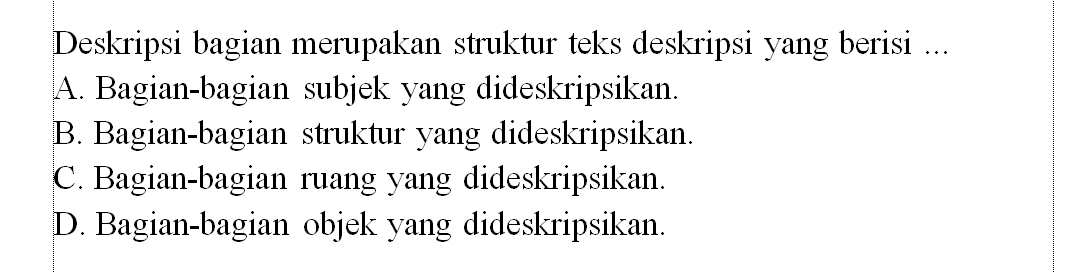 Deskripsi bagian merupakan struktur teks deskripsi yang berisi ...
A. Bagian-bagian subjek yang dideskripsikan.
B. Bagian-bagian struktur yang dideskripsikan.
C. Bagian-bagian ruang yang dideskripsikan.
D. Bagian-bagian objek yang dideskripsikan.